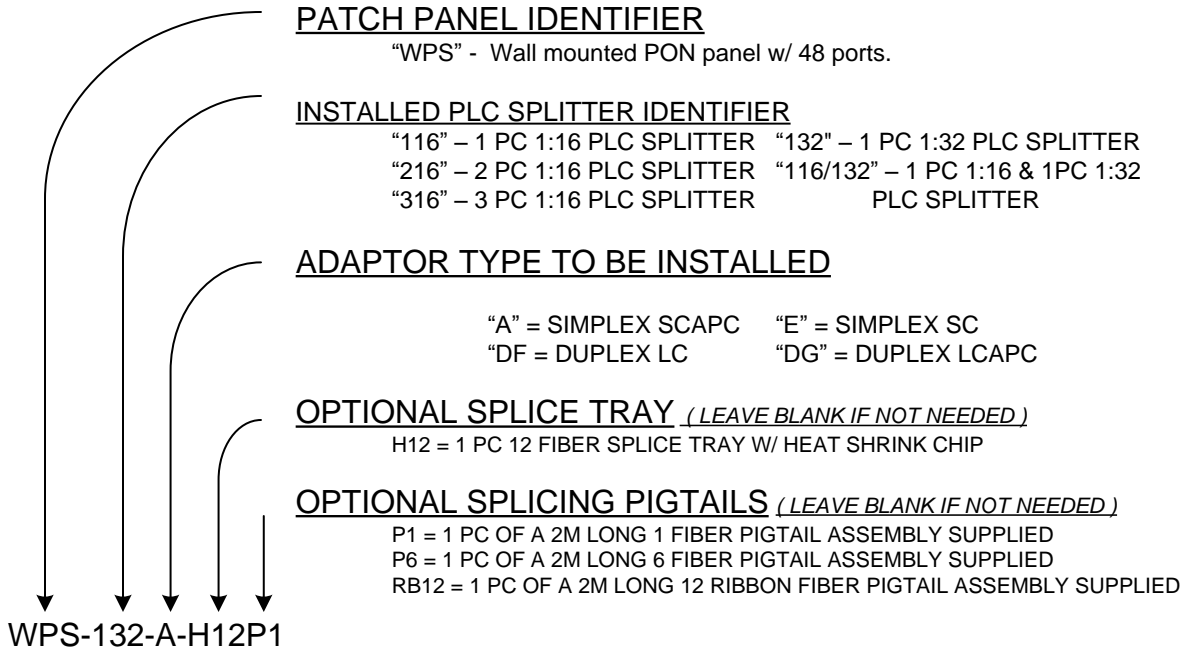 PATCH PANEL IDENTIFIER
“WPS” - Wall mounted PON panel w/ 48 ports.
INSTALLED PLC SPLITTER IDENTIFIER
“116” – 1 PC 1:16 PLC SPLITTER “132" – 1 PC 1:32 PLC SPLITTER
“216” – 2 PC 1:16 PLC SPLITTER “116/132” – 1 PC 1:16 & 1PC 1:32
“316” – 3 PC 1:16 PLC SPLITTER PLC SPLITTER
ADAPTOR TYPE TO BE INSTALLED
“A” = SIMPLEX SCAPC “E” = SIMPLEX SC
“DF = DUPLEX LC “DG” = DUPLEX LCAPC
OPTIONAL SPLICE TRAY ( LEAVE BLANK IF NOT NEEDED )
H12 = 1 PC 12 FIBER SPLICE TRAY W/ HEAT SHRINK CHIP
OPTIONAL SPLICING PIGTAILS ( LEAVE BLANK IF NOT NEEDED )
P1 = 1 PC OF A 2M LONG 1 FIBER PIGTAIL ASSEMBLY SUPPLIED
P6 = 1 PC OF A 2M LONG 6 FIBER PIGTAIL ASSEMBLY SUPPLIED
RB12 = 1 PC OF A 2M LONG 12 RIBBON FIBER PIGTAIL ASSEMBLY SUPPLIED
WPS-132-A-H12P1